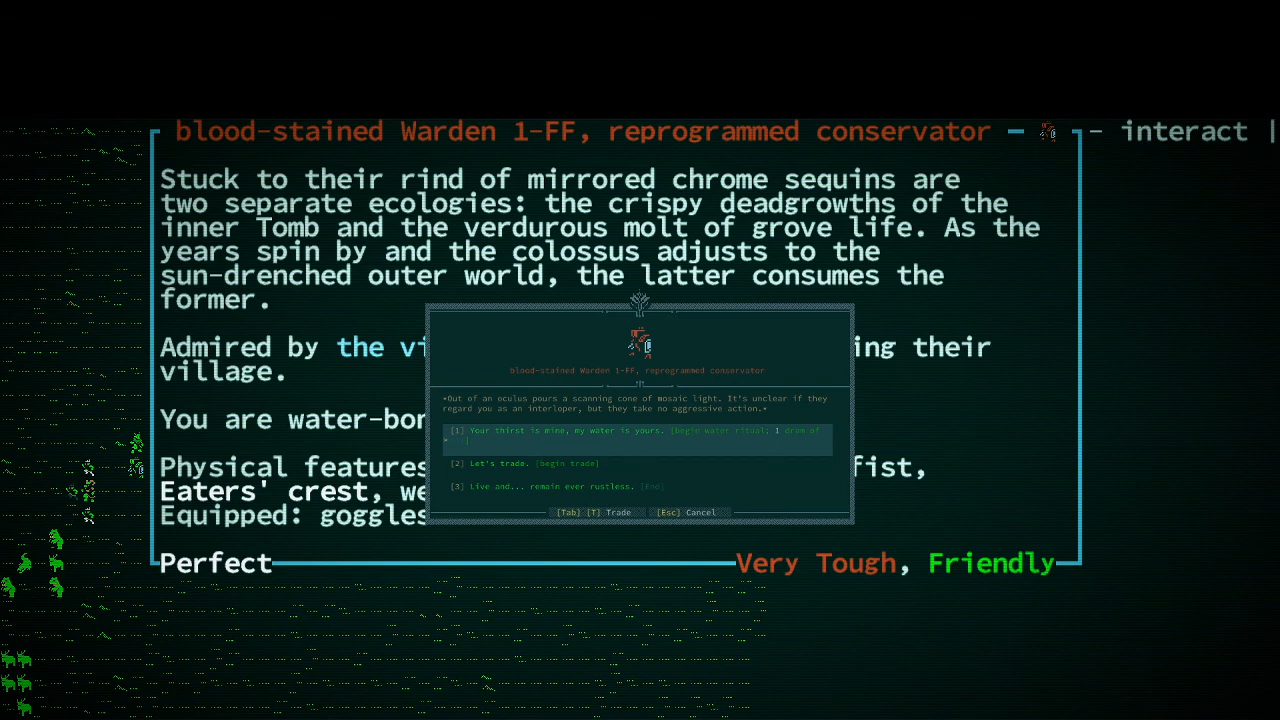 blood-stained Warden 1-FF, reprogrammed conservator
- interact |
Stuck to their rind of mirrored chrome sequins are
two separate ecologies: the crispy deadgrowths of the
inner Tomb and the verdurous molt of grove life. As the
years spin by and the colossus adjusts to the
sun-drenched outer world, the latter consumes the
former.
Admired by the vi
ing their
village.
You are water-bon
Physical features
fist,
Eaters' crest, we
Equipped: goggles
Perfect
Very Tough, Friendly
blood-stained Warden 1-FF, reprogrammed conservator
*Out of an oculus pours a scanning cone of mosaic light. It's unclear if they
regard you as an interloper, but they take no aggressive action.*
[1] Your thirst is mine, my water is yours. [begin water ritual; 1 dram of
]
[2] Let's trade. [begin trade]
[3] Live and... remain ever rustless. [End]
[Tab] [T] Trade [Esc] Cancel